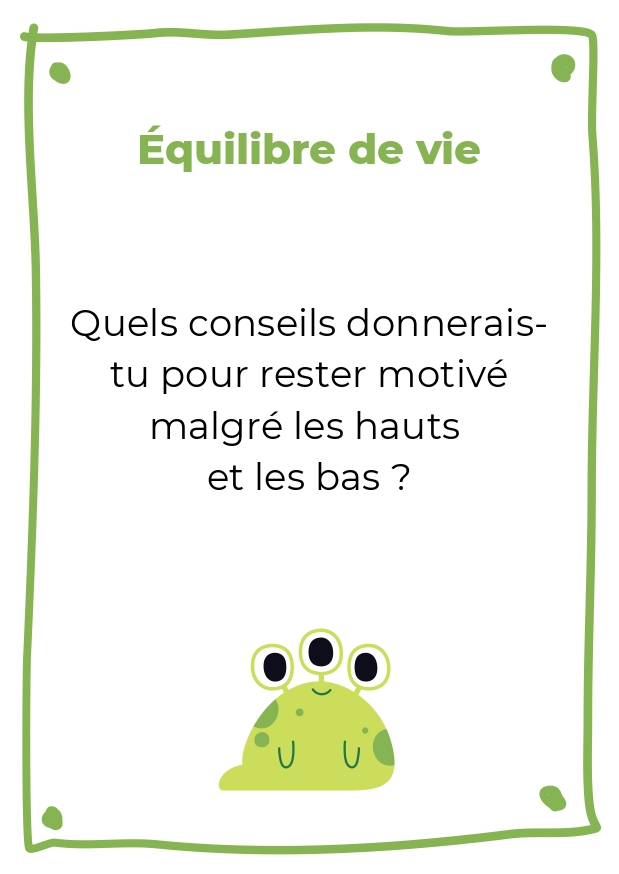 Équilibre de vie
Quels conseils donnerais-
tu pour rester motivé
malgré les hauts
et les bas ?